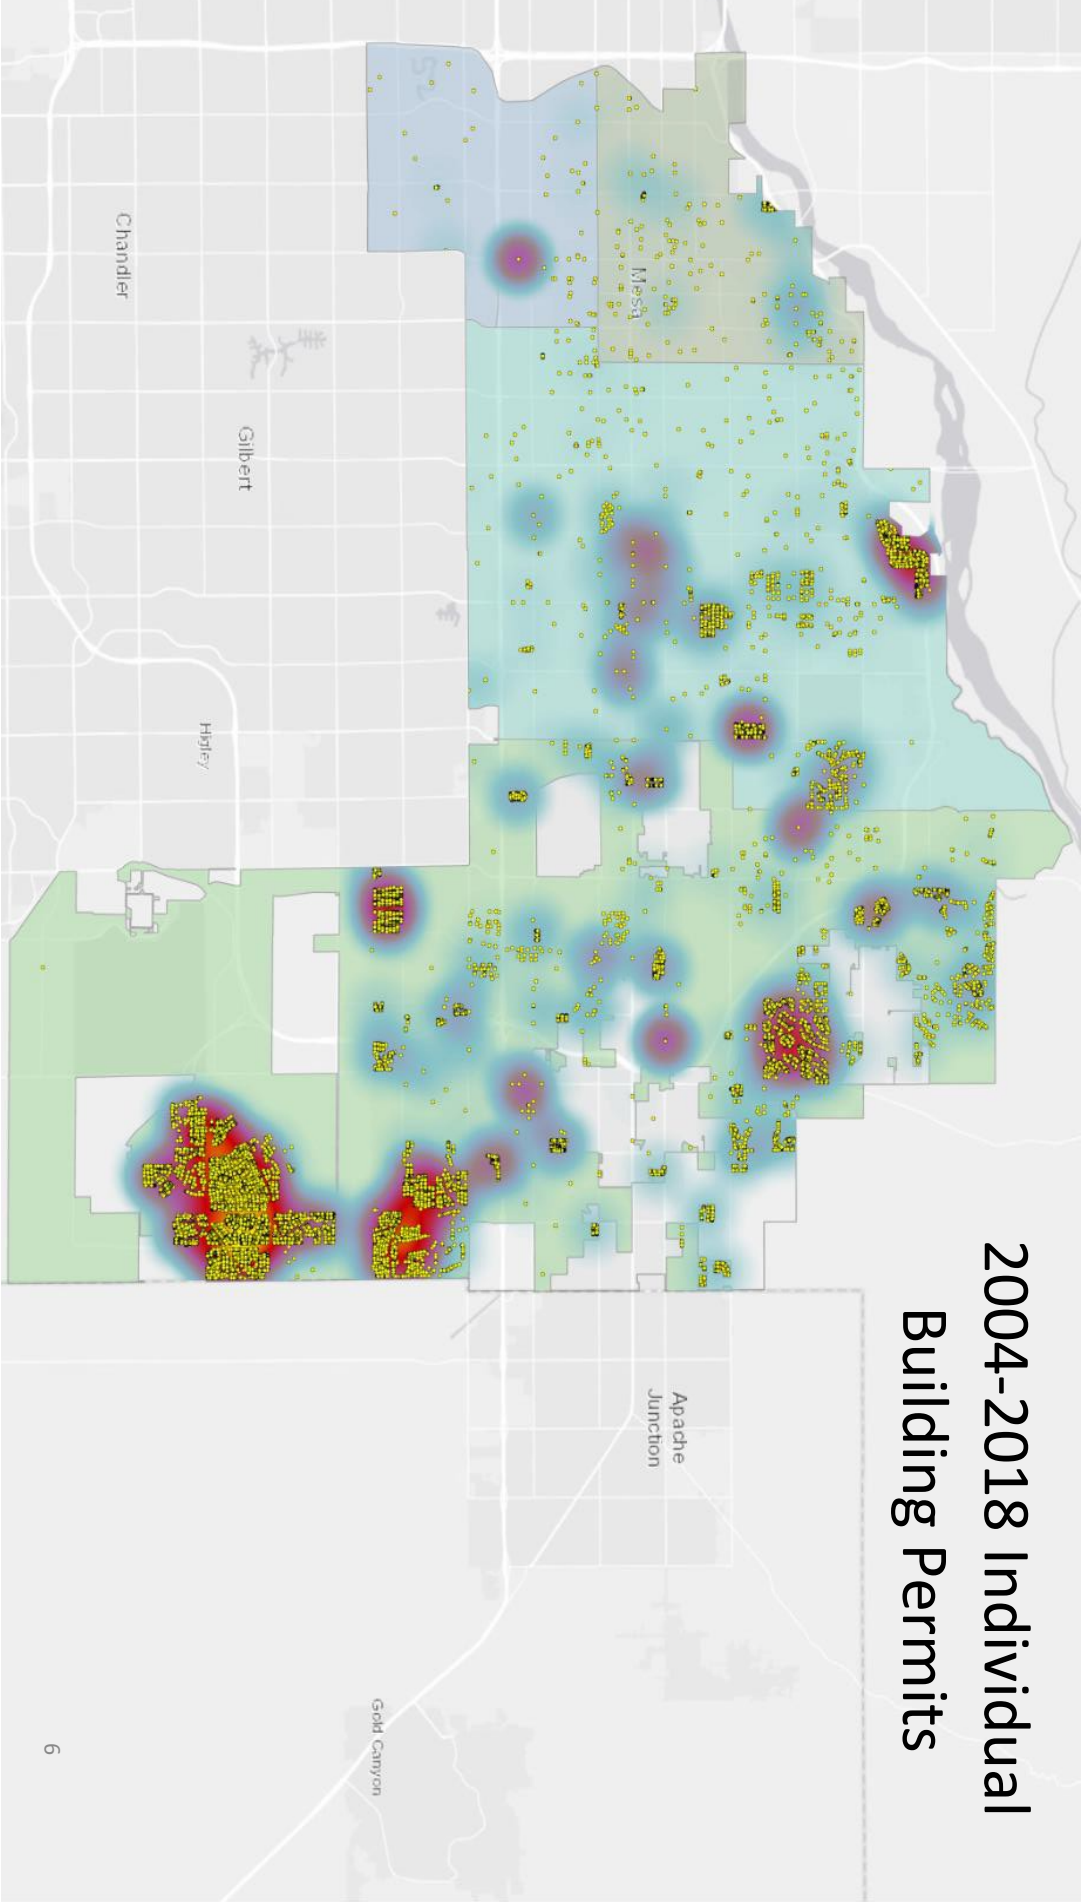 2004-2018 Individual
Building Permits
Mesa
Chandler
Gilbert
Higley
Apache
Junction
Gold Canyon
6